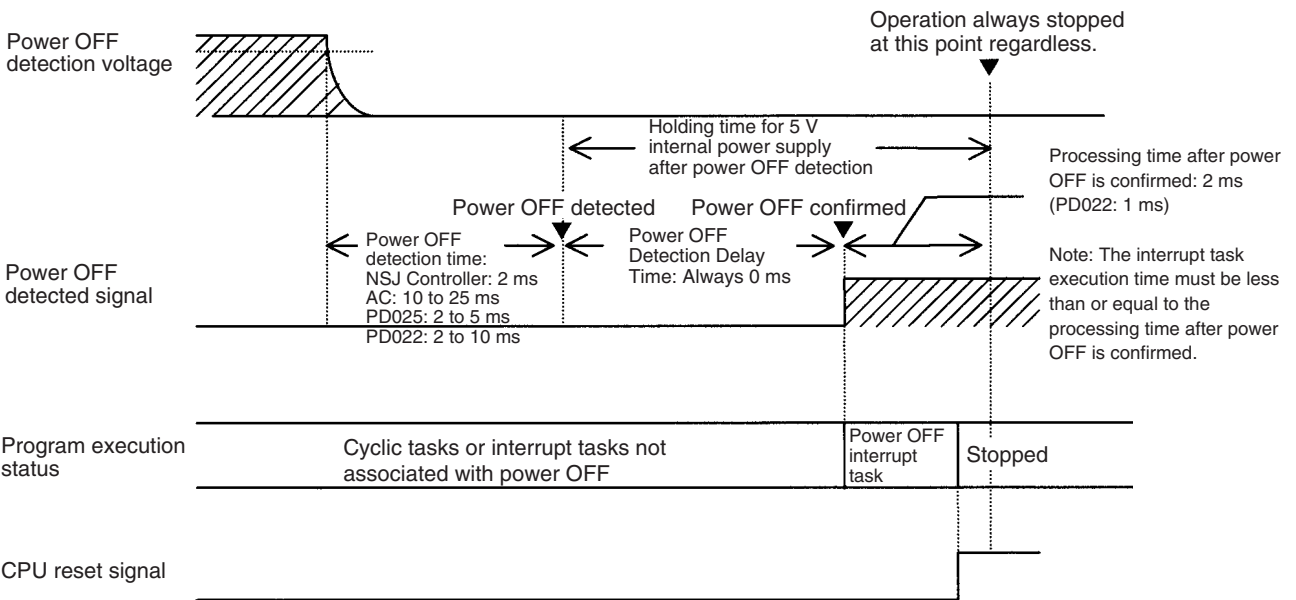 Operation always stopped
at this point regardless.
Power OFF
detection voltage
Holding time for 5 V
internal power supply
after power OFF detection
Processing time after power
OFF is confirmed: 2 ms
(PD022: 1 ms)
Power OFF detected
Power OFF confirmed
Power OFF
detection time:
NSJ Controller: 2 ms
AC: 10 to 25 ms
PD025: 2 to 5 ms
PD022: 2 to 10 ms
Power OFF
Detection Delay
Time: Always 0 ms
Power OFF
detected signal
Note: The interrupt task
execution time must be less
than or equal to the
processing time after power
OFF is confirmed.
Program execution
status
Cyclic tasks or interrupt tasks not
associated with power OFF
Power OFF
interrupt
task
Stopped
CPU reset signal